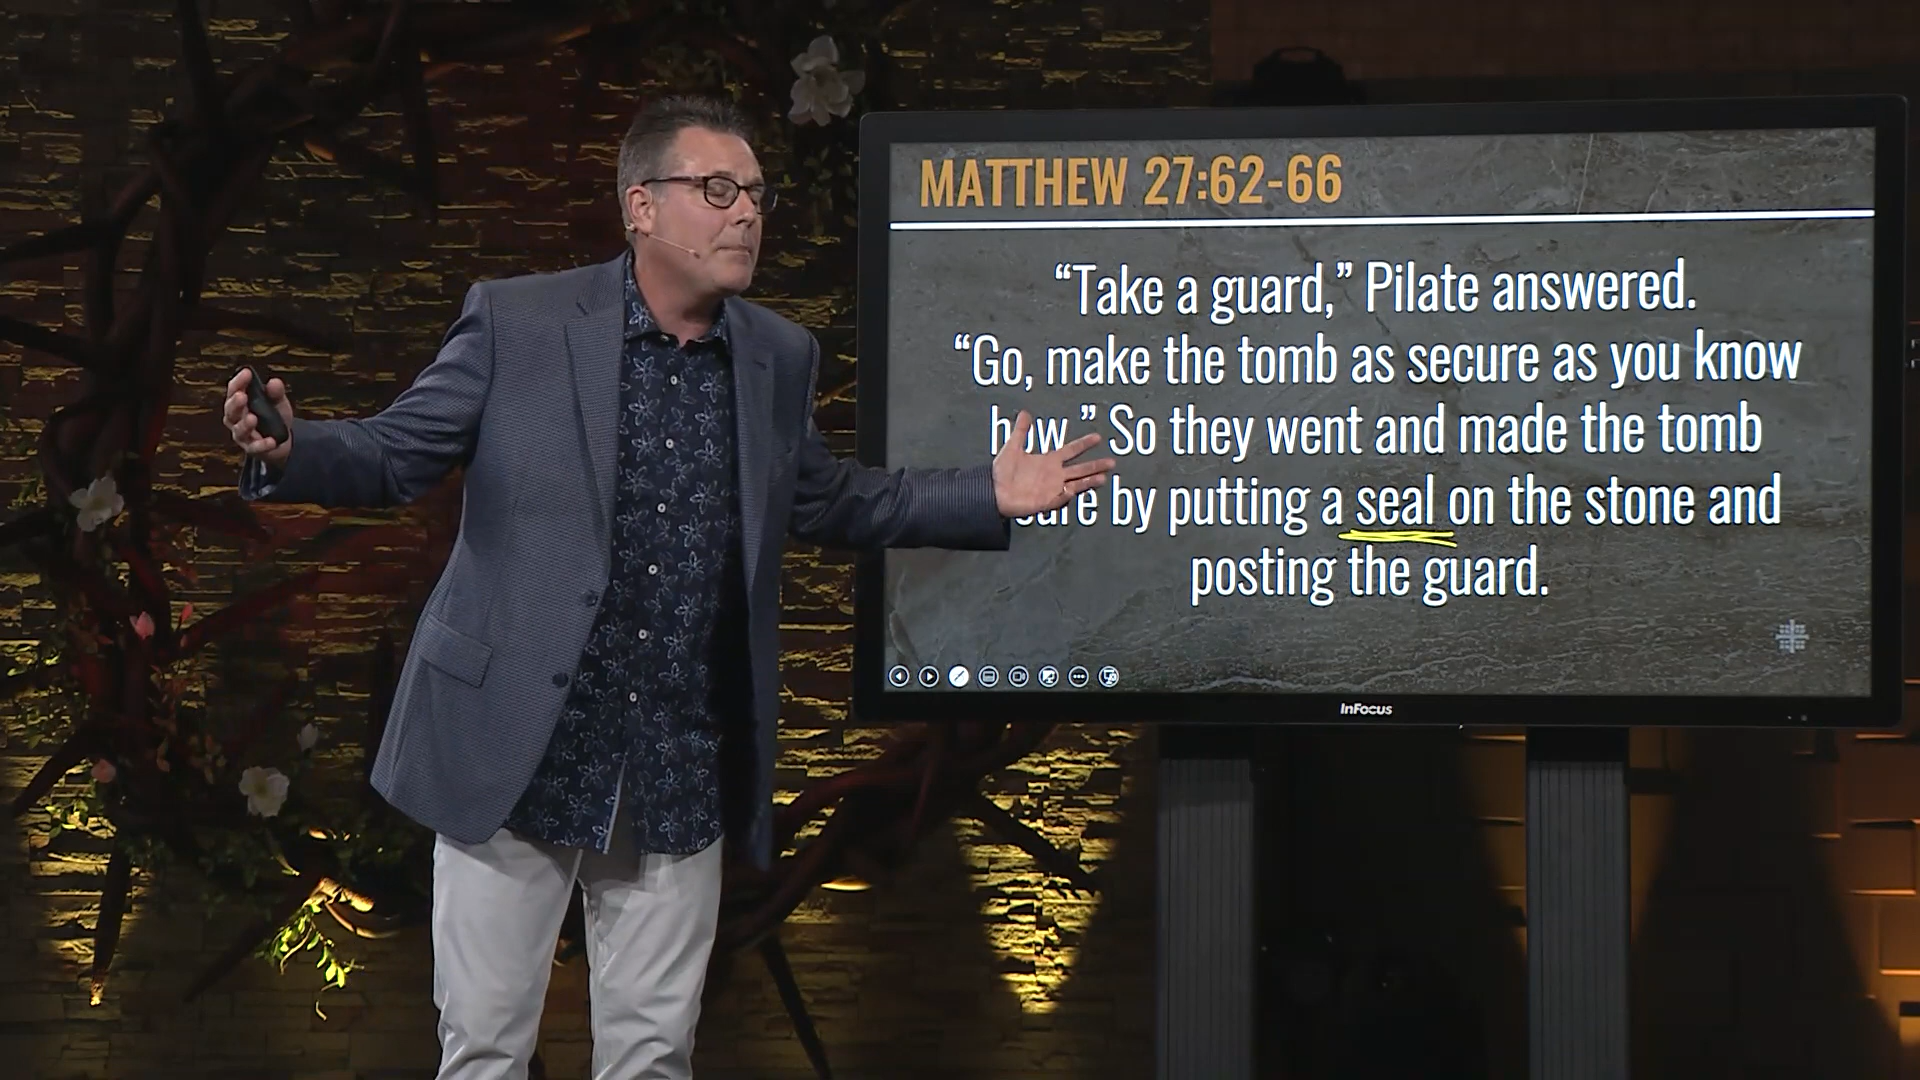 MATTHEW 27:62-66
“Take a guard,” Pilate answered.
“Go, make the tomb as secure as you know
how.” So they went and made the tomb
by putting a seal on the stone and
posting the guard.
InFocus